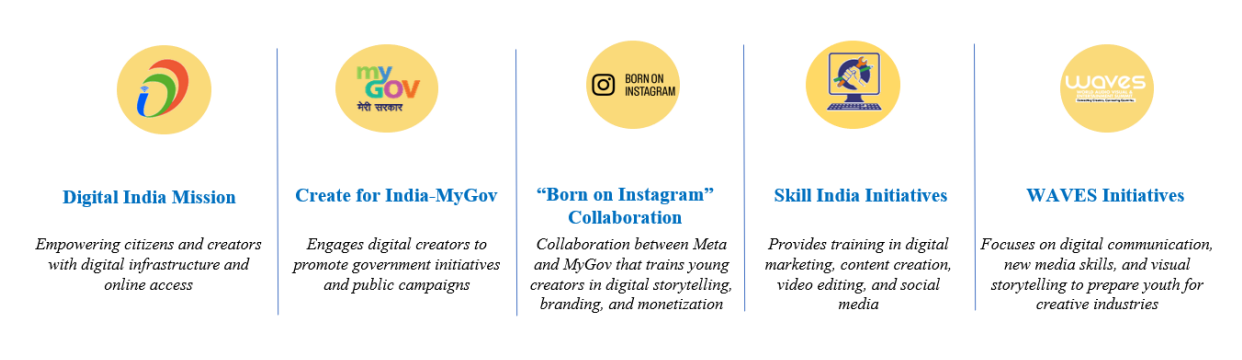 my
GOV
मेरी सरकार
BORN ON
INSTAGRAM
waves
Digital India Mission
Empowering citizens and creators
with digital infrastructure and
online access
Create for India-MyGov
Engages digital creators to
promote government initiatives
and public campaigns
“Born on Instagram”
Collaboration
Collaboration between Meta
and MyGov that trains young
creators in digital storytelling,
branding, and monetization
Skill India Initiatives
Provides training in digital
marketing, content creation,
video editing, and social
media
WAVES Initiatives
Focuses on digital communication,
new media skills, and visual
storytelling to prepare youth for
creative industries